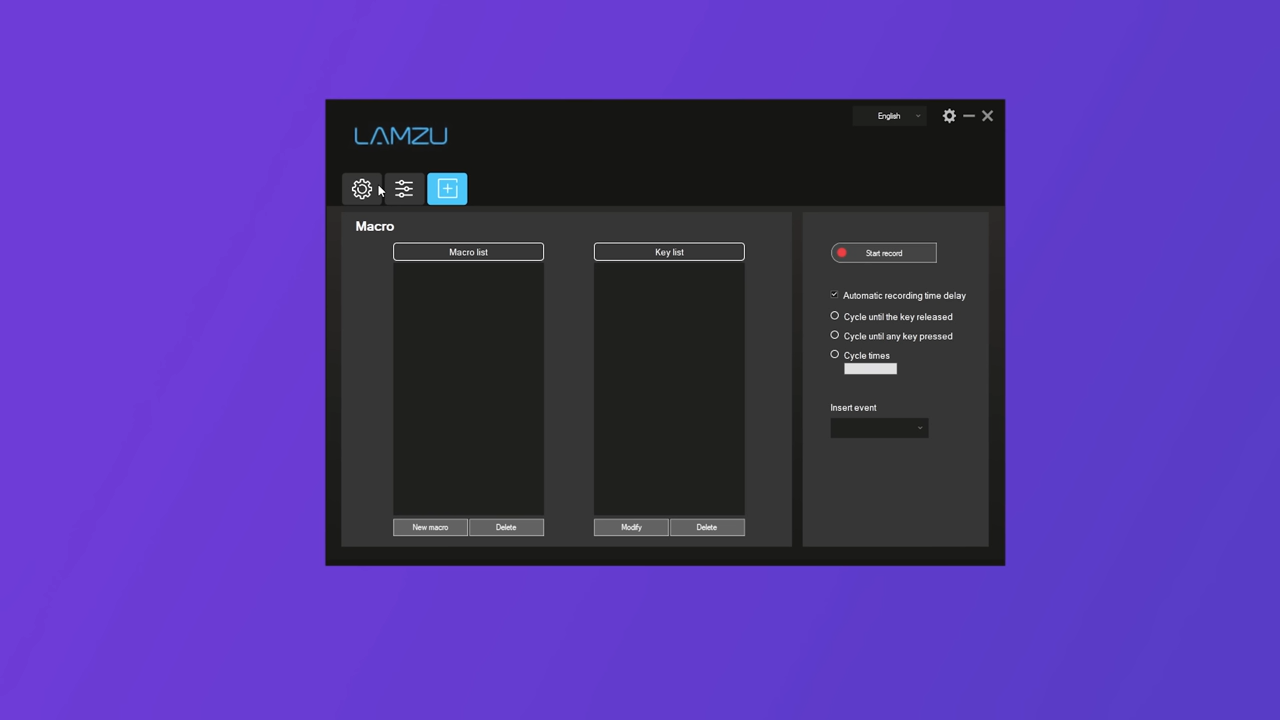 English
LAMZU
Macro
Macro list
Key list
Start record
Automatic recording time delay
Cycle until the key released
Cycle until any key pressed
Cycle times
Insert event
New macro
Delete
Modify
Delete